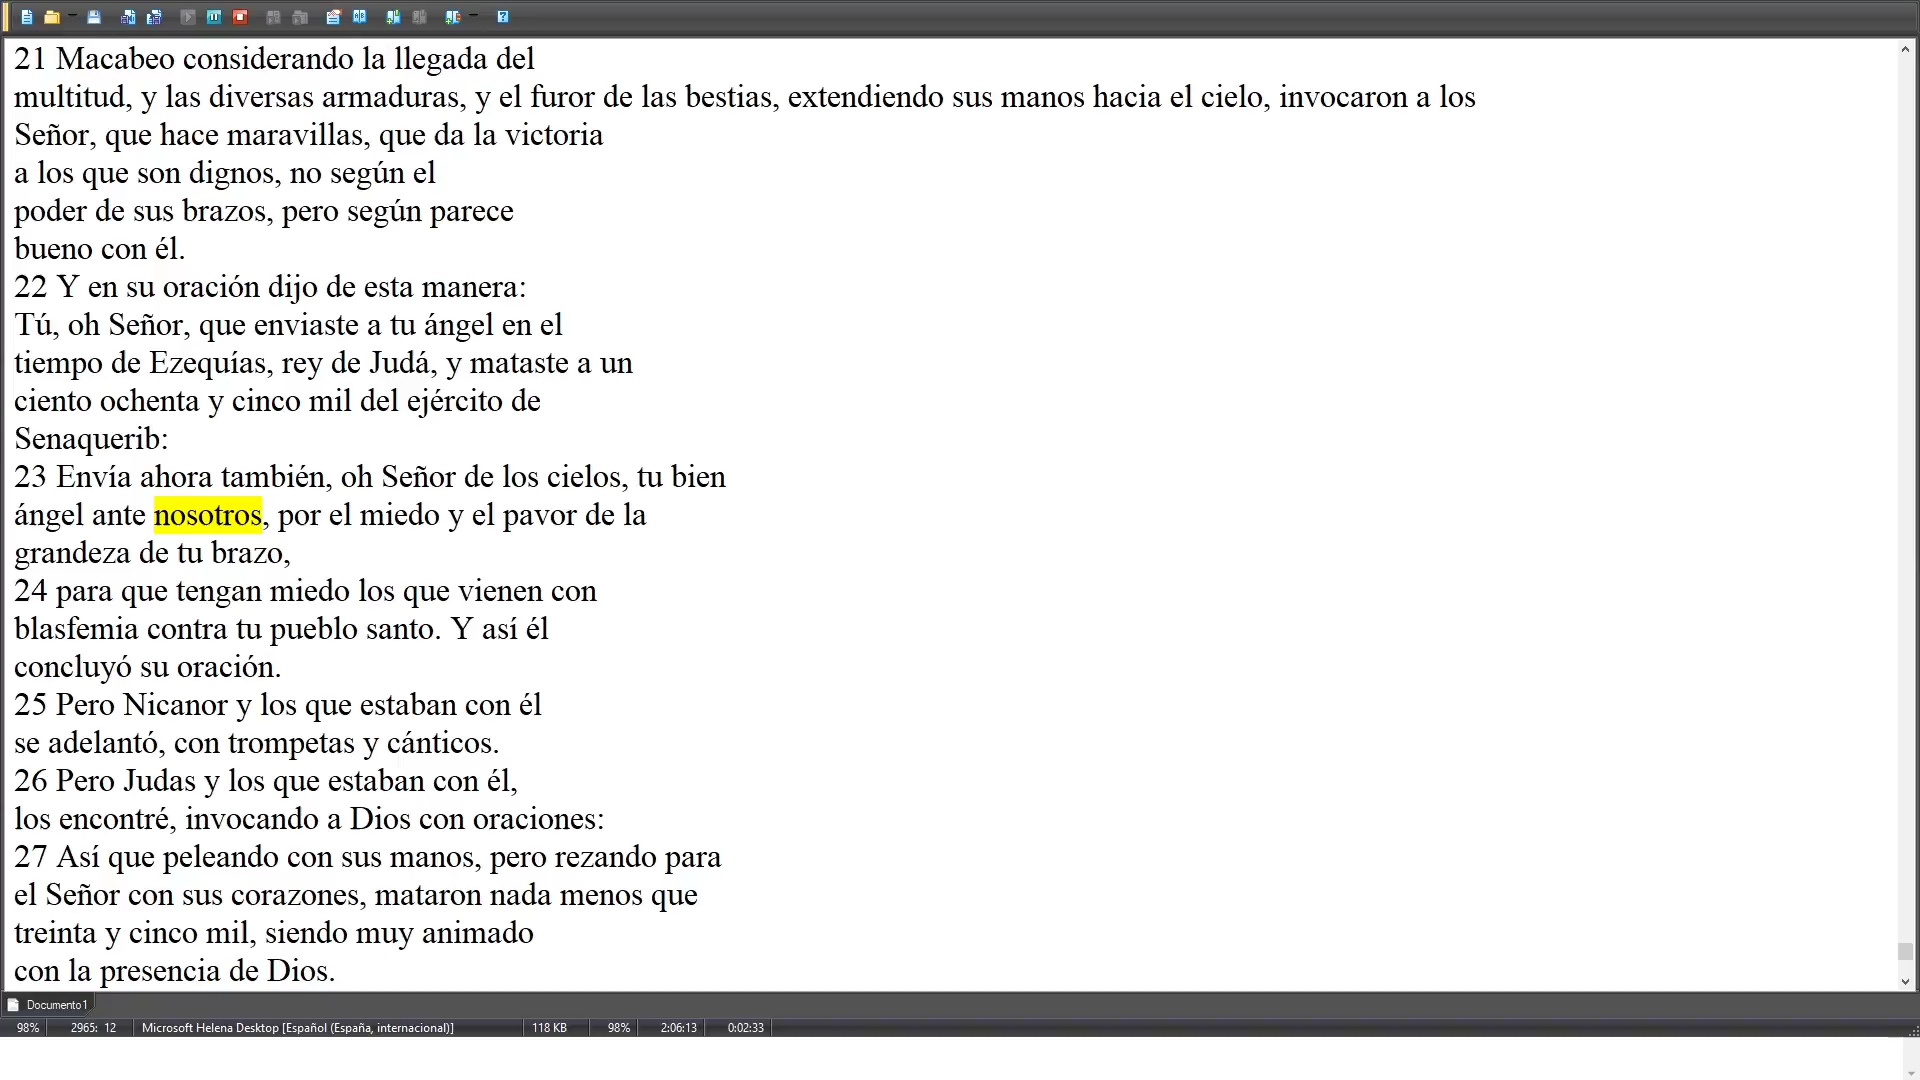 21 Macabeo considerando la llegada del
multitud, y las diversas armaduras, y el furor de las bestias, extendiendo sus manos hacia el cielo, invocaron a los
Señor, que hace maravillas, que da la victoria
a los que son dignos, no según el
poder de sus brazos, pero según parece
bueno con él.
22 Y en su oración dijo de esta manera:
Tú, oh Señor, que enviaste a tu ángel en el
tiempo de Ezequías, rey de Judá, y mataste a un
ciento ochenta y cinco mil del ejército de
Senaquerib:
23 Envía ahora también, oh Señor de los cielos, tu bien
ángel ante nosotros, por el miedo y el pavor de la
grandeza de tu brazo,
24 para que tengan miedo los que vienen con
blasfemia contra tu pueblo santo. Y así él
concluyó su oración.
25 Pero Nicanor y los que estaban con él
se adelantó, con trompetas y cánticos.
26 Pero Judas y los que estaban con él,
los encontré, invocando a Dios con oraciones:
27 Así que peleando con sus manos, pero rezando para
el Señor con sus corazones, mataron nada menos que
treinta y cinco mil, siendo muy animado
con la presencia de Dios.
Documento1
98% 2965: 12 Microsoft Helena Desktop [Español (España, internacional)] 118 KB 98% 2:06:13 0:02:33